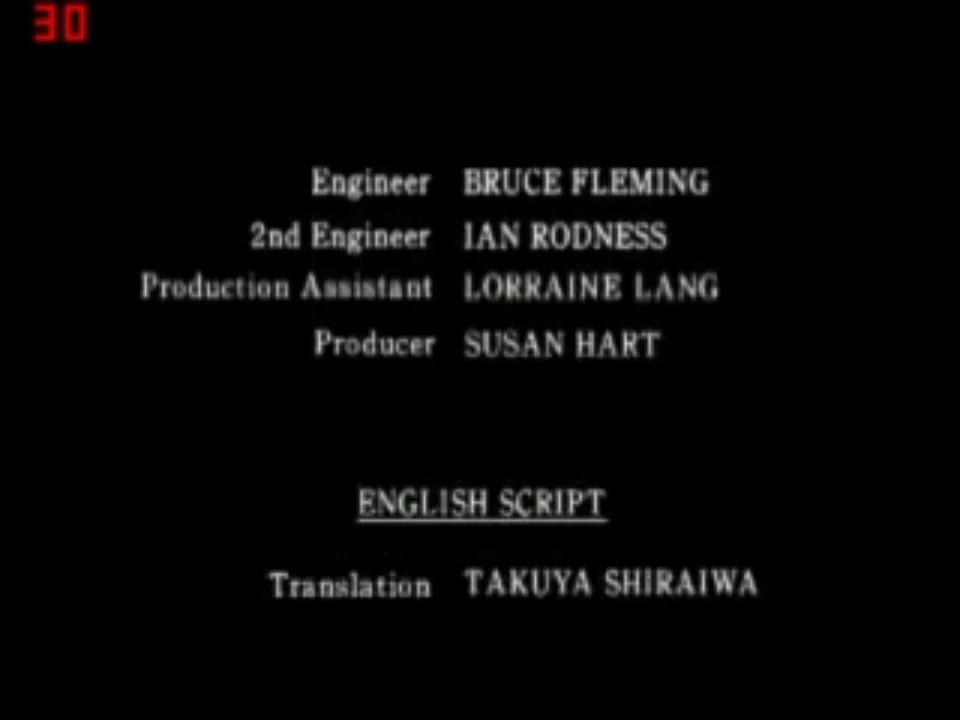 30
Engineer BRUCE FLEMING
2nd Engineer IAN RODNESS
Production Assistant LORRAINE LANG
Producer SUSAN HART
ENGLISH SCRIPT
Translation TAKUYA SHIRAIWA